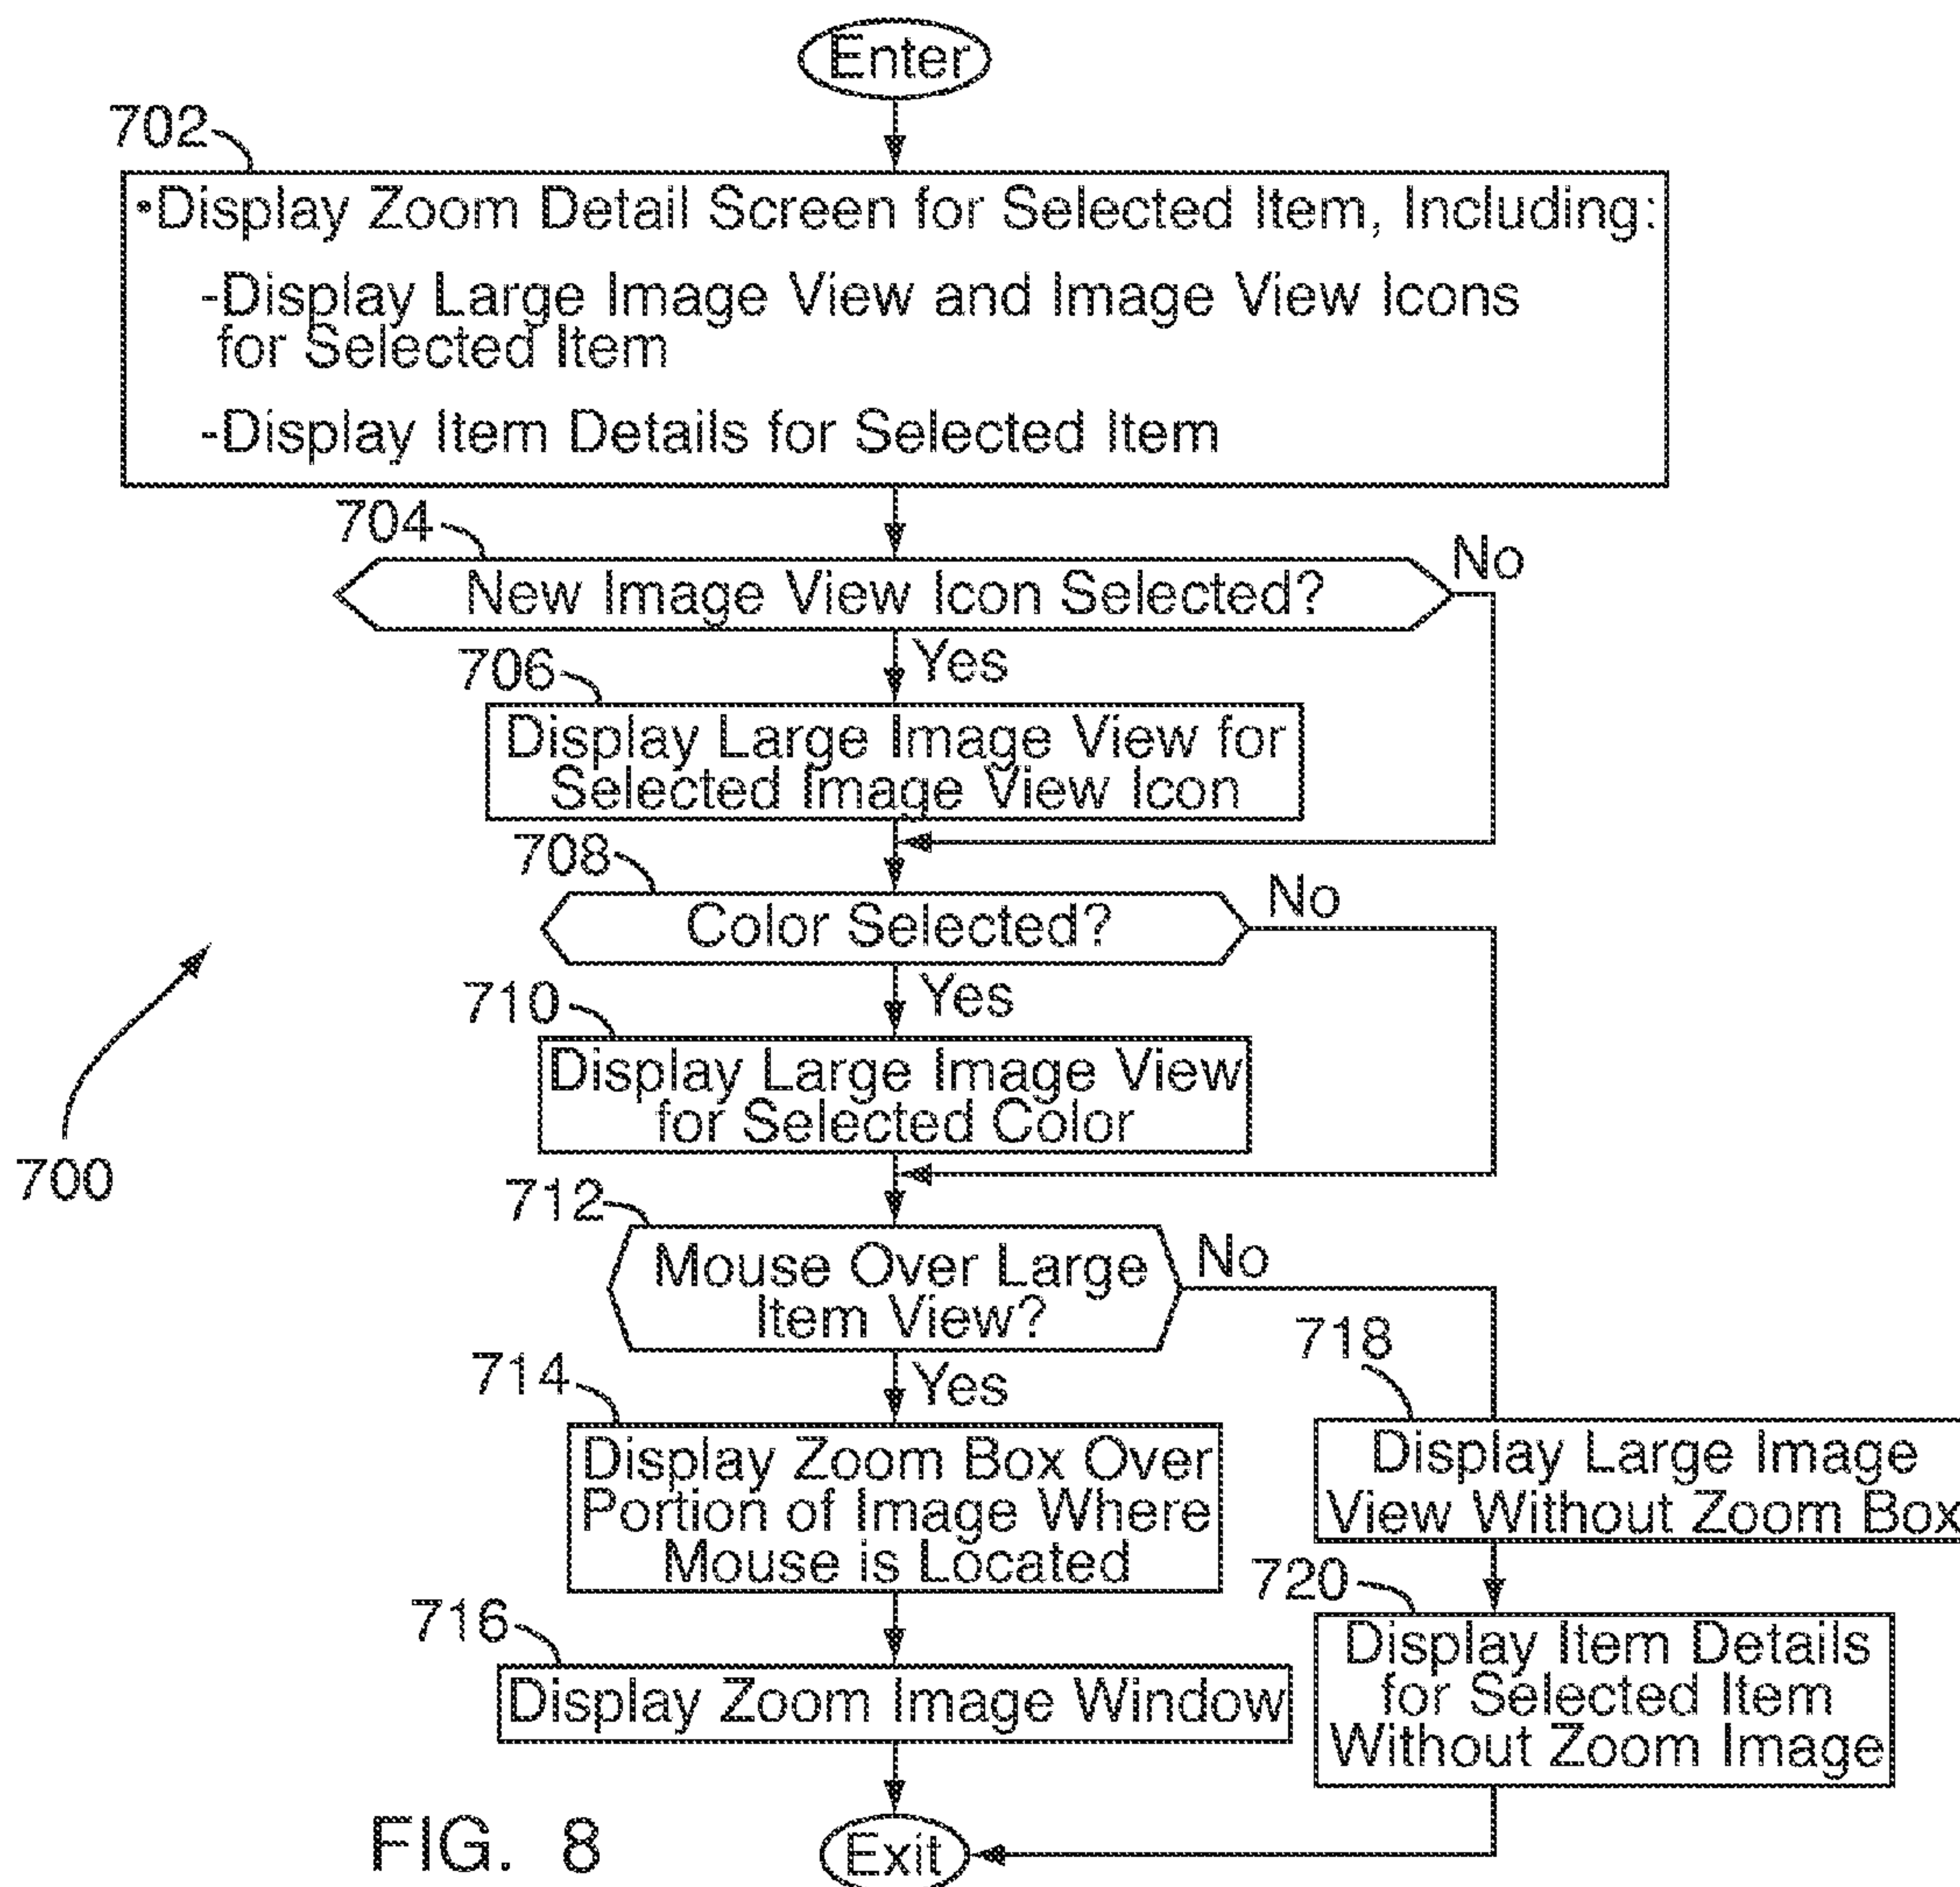 Enter
702
•Display Zoom Detail Screen for Selected Item, Including:
-Display Large Image View and Image View Icons
for Selected Item
-Display Item Details for Selected Item
704
New Image View Icon Selected?
No
Yes
706
Display Large Image View for
Selected Image View Icon
708
Color Selected?
No
Yes
710
Display Large Image View
for Selected Color
700
712
Mouse Over Large
Item View?
No
Yes
714
Display Zoom Box Over
Portion of Image Where
Mouse is Located
718
Display Large Image
View Without Zoom Box
716
Display Zoom Image Window
720
Display Item Details
for Selected Item
Without Zoom Image
Exit
FIG. 8